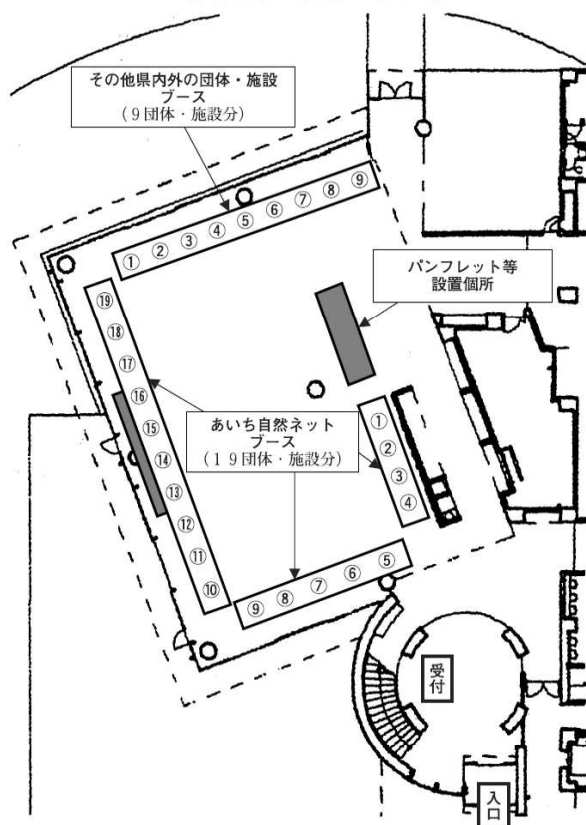 その他県内外の団体・施設
ブース
（９団体・施設分）
①
②
③
④
⑤
⑥
⑦
⑧
⑨
パンフレット等
設置個所
⑲
⑱
⑰
⑯
⑮
⑭
⑬
⑫
⑪
⑩
あいち自然ネット
ブース
（１９団体・施設分）
①
②
③
④
⑤
⑥
⑦
⑧
⑨
受付
入口